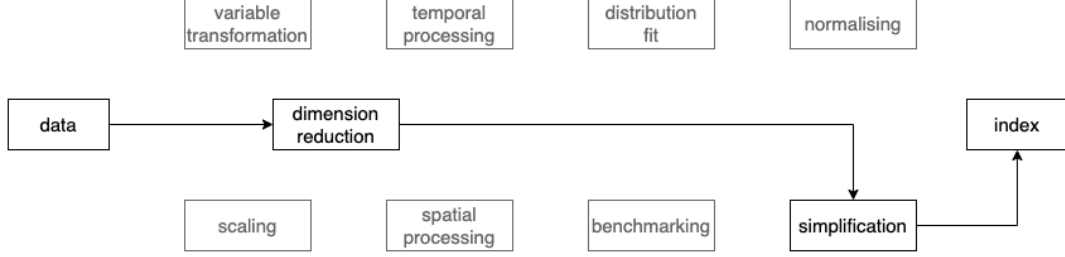 variable
transformation
temporal
processing
distribution
fit
normalising
data
dimension
reduction
index
scaling
spatial
processing
benchmarking
simplification